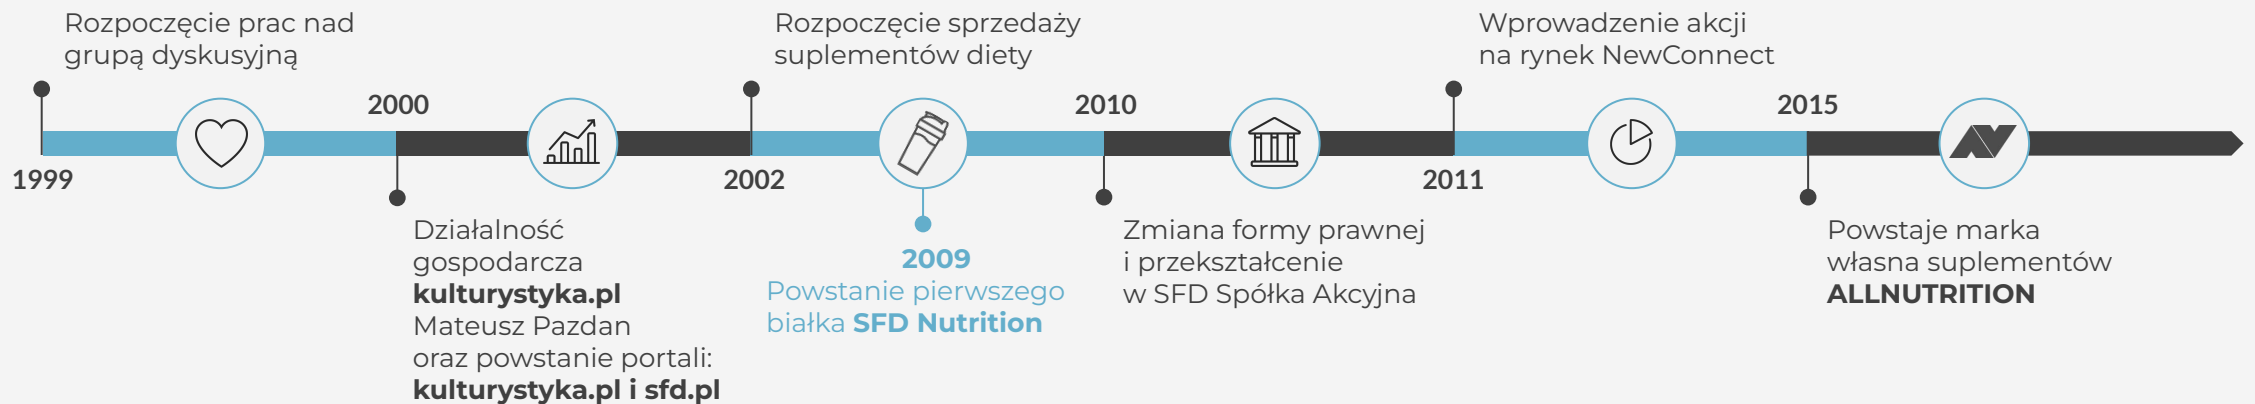 1999
Rozpoczęcie prac nad
grupą dyskusyjną
2000
Działalność
gospodarcza
kulturystyka.pl
Mateusz Pazdan
oraz powstanie portali:
kulturystyka.pl i sfd.pl
2002
Rozpoczęcie sprzedaży
suplementów diety
2009
Powstanie pierwszego
białka SFD Nutrition
2010
Zmiana formy prawnej
i przekształcenie
w SFD Spółka Akcyjna
2011
Wprowadzenie akcji
na rynek NewConnect
2015
Powstaje marka
własna suplementów
ALLNUTRITION